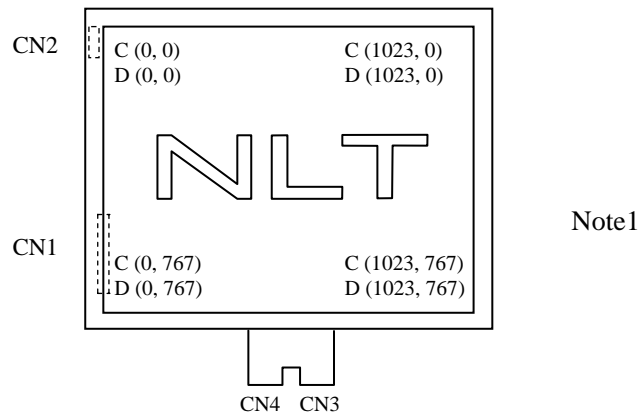 CN2
C (0, 0) C (1023, 0)
D (0, 0) D (1023, 0)
NLT
Note1
CN1
C (0, 767) C (1023, 767)
D (0, 767) D (1023, 767)
CN4 CN3